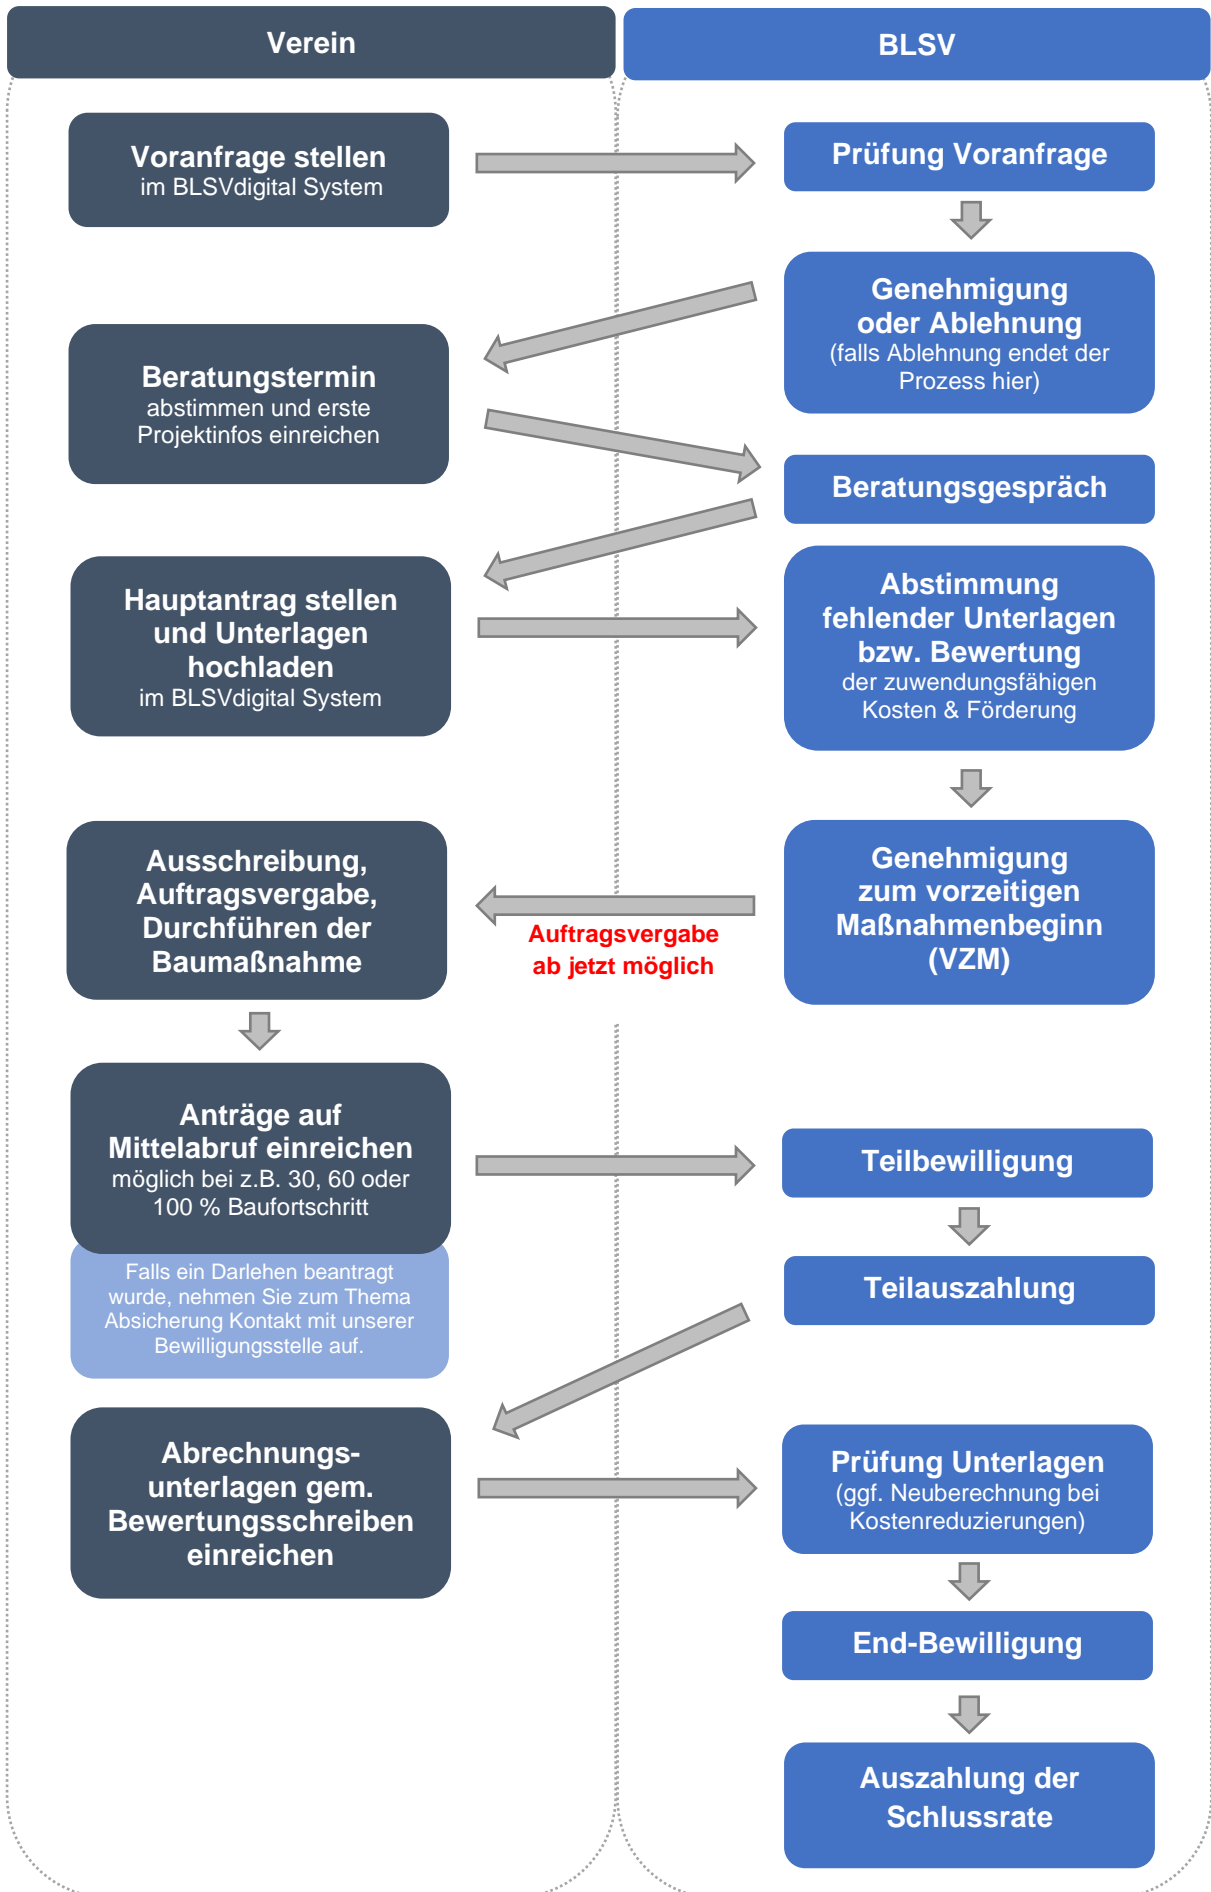 Verein
BLSV
Voranfrage stellen
im BLSVdigital System
Prüfung Voranfrage
Genehmigung
oder Ablehnung
(falls Ablehnung endet der
Prozess hier)
Beratungstermin
abstimmen und erste
Projektinfos einreichen
Beratungsgespräch
Hauptantrag stellen
und Unterlagen
hochladen
im BLSVdigital System
Abstimmung
fehlender Unterlagen
bzw. Bewertung
der zuwendungsfähigen
Kosten & Förderung
Genehmigung
zum vorzeitigen
Maßnahmenbeginn
(VZM)
Auftragsvergabe
ab jetzt möglich
Ausschreibung,
Auftragsvergabe,
Durchführen der
Baumaßnahme
Anträge auf
Mittelabruf einreichen
möglich bei z.B. 30, 60 oder
100 % Baufortschritt
Falls ein Darlehen beantragt
wurde, nehmen Sie zum Thema
Absicherung Kontakt mit unserer
Bewilligungsstelle auf.
Teilbewilligung
Teilauszahlung
Abrechnungs-
unterlagen gem.
Bewertungsschreiben
einreichen
Prüfung Unterlagen
(ggf. Neuberechnung bei
Kostenreduzierungen)
End-Bewilligung
Auszahlung der
Schlussrate